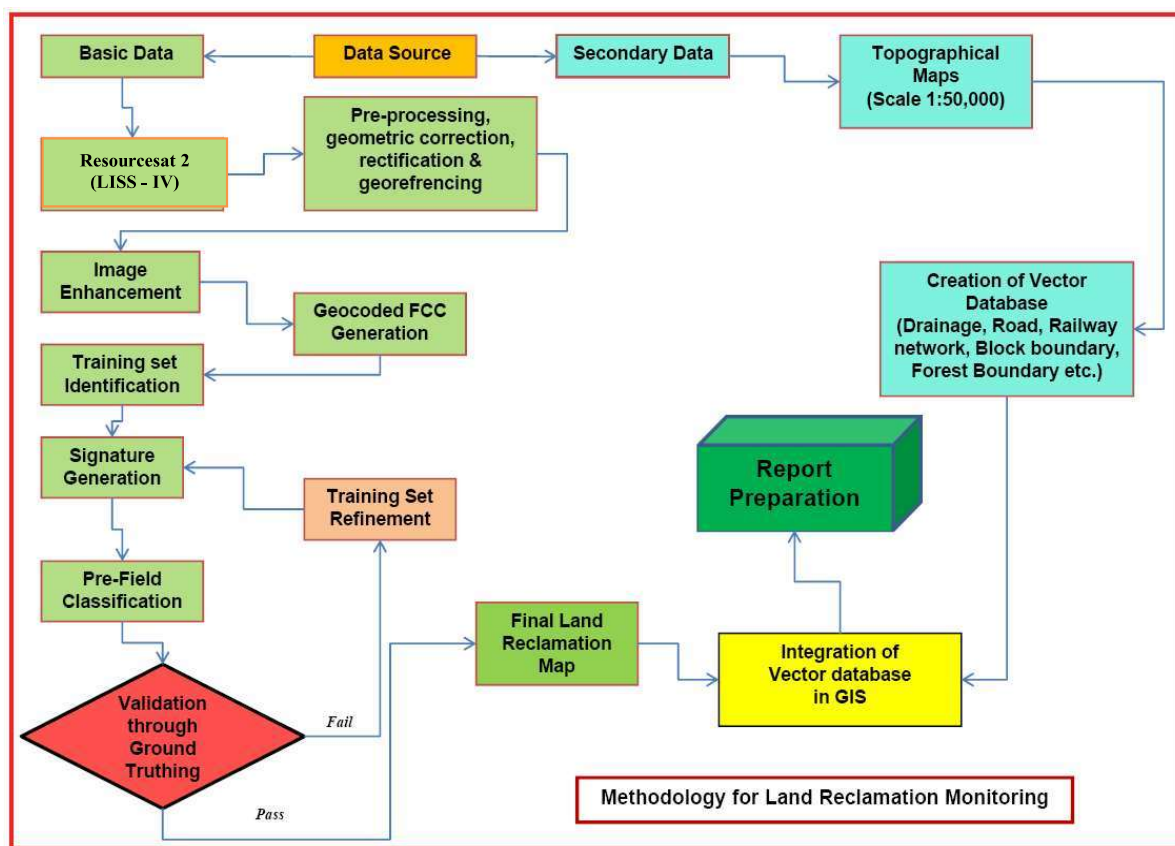 Basic Data
Data Source
Secondary Data
Topographical
Maps
(Scale 1:50,000)
Resourcesat 2
(LISS - IV)
Pre-processing,
geometric correction,
rectification &
georefrencing
Image
Enhancement
Geocoded FCC
Generation
Creation of Vector
Database
(Drainage, Road, Railway
network, Block boundary,
Forest Boundary etc.)
Training set
Identification
Signature
Generation
Training Set
Refinement
Report
Preparation
Pre-Field
Classification
Final Land
Reclamation
Map
Integration of
Vector database
in GIS
Validation
through
Ground
Truthing
Fail
Pass
Methodology for Land Reclamation Monitoring